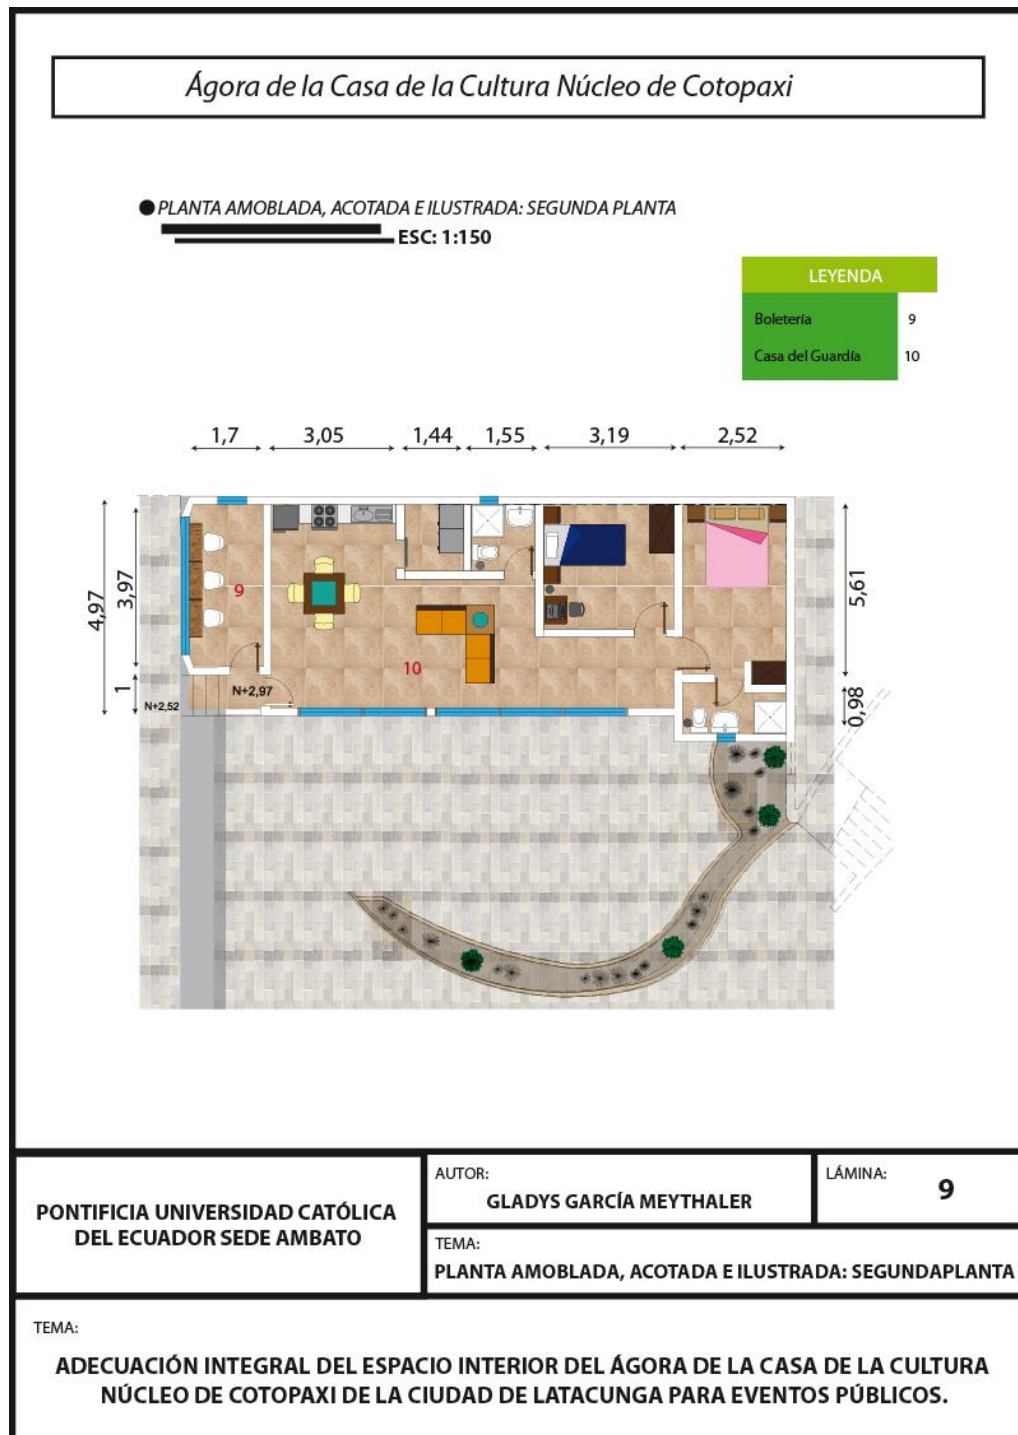 Ágora de la Casa de la Cultura Núcleo de Cotopaxi
PLANTA AMOBLADA, ACOTADA E ILUSTRADA: SEGUNDA PLANTA
ESC: 1:150
LEYENDA
Boletería 9
Casa del Guardía 10
1,7 3,05 1,44 1,55 3,19 2,52
4,97
3,97
1
5,61
0,98
9
10
N+2,97
N+2,52
PONTIFICIA UNIVERSIDAD CATÓLICA
DEL ECUADOR SEDE AMBATO
AUTOR:
GLADYS GARCÍA MEYTHALER
LÁMINA:
9
TEMA:
PLANTA AMOBLADA, ACOTADA E ILUSTRADA: SEGUNDAPLANTA
TEMA:
ADECUACIÓN INTEGRAL DEL ESPACIO INTERIOR DEL ÁGORA DE LA CASA DE LA CULTURA
NÚCLEO DE COTOPAXI DE LA CIUDAD DE LATACUNGA PARA EVENTOS PÚBLICOS.